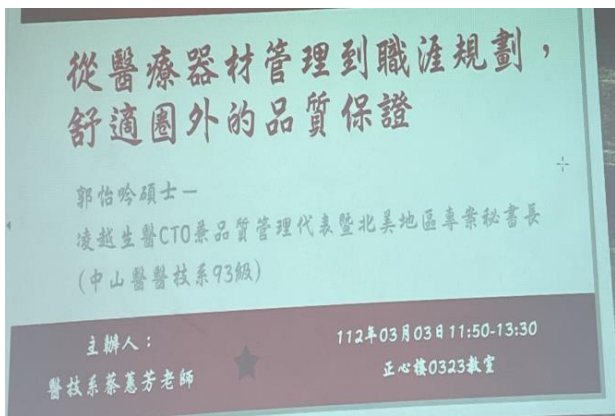 從醫療器材管理到職涯規劃，
舒適圈外的品質保證
郭怡吟碩士－
凌越生醫CTO兼品質管理代表暨北美地區專案秘書長
(中山醫醫技系93級)
主辦人：
醫技系蔡蕙芳老師
112年03月03日11:50-13:30
正心樓0323教室